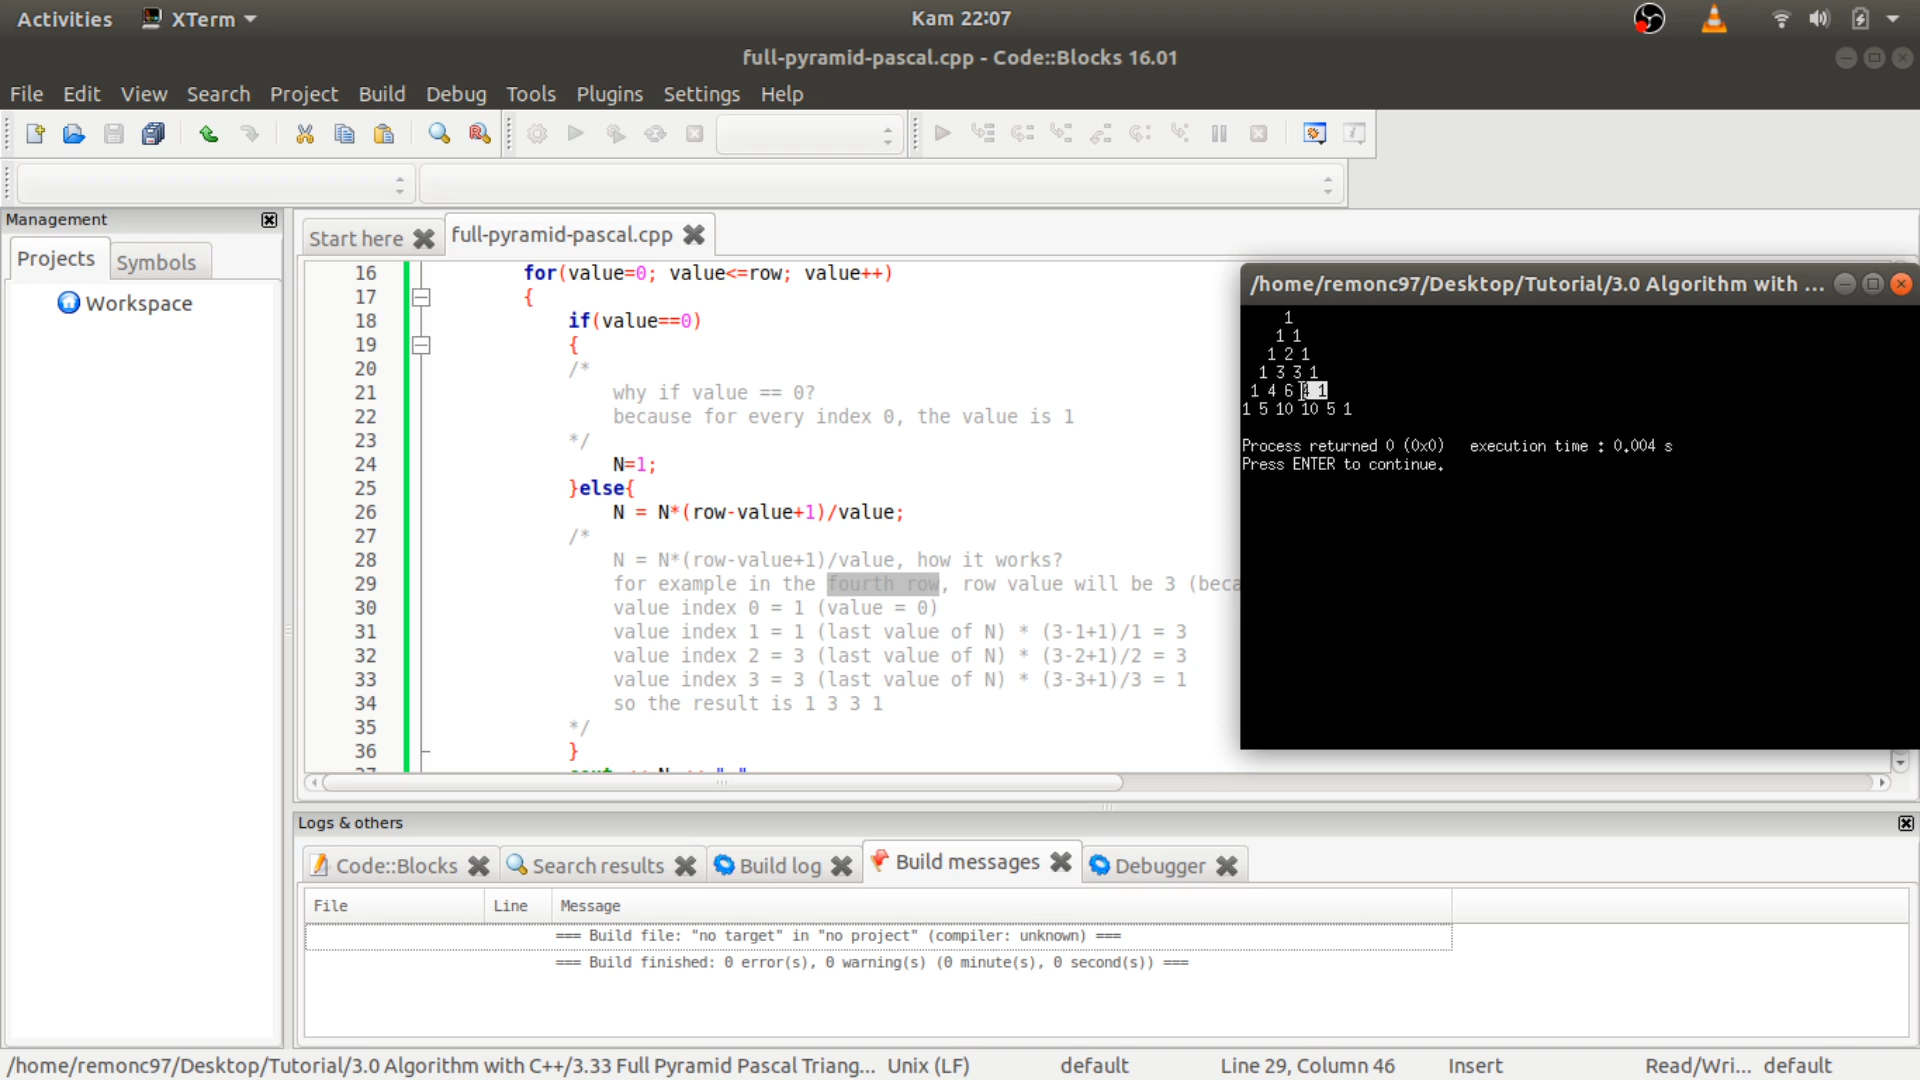 Activities XTerm Kam 22:07
full-pyramid-pascal.cpp - Code::Blocks 16.01
File Edit View Search Project Build Debug Tools Plugins Settings Help
Management
Projects Symbols
Workspace
Start here full-pyramid-pascal.cpp
16 for(value=0; value<=row; value++)
17 {
18 if(value==0)
19 {
20 /*
21 why if value == 0?
22 because for every index 0, the value is 1
23 */
24 N=1;
25 }else{
26 N = N*(row-value+1)/value;
27 /*
28 N = N*(row-value+1)/value, how it works?
29 for example in the fourth row, row value will be 3 (beca
30 value index 0 = 1 (value = 0)
31 value index 1 = 1 (last value of N) * (3-1+1)/1 = 3
32 value index 2 = 3 (last value of N) * (3-2+1)/2 = 3
33 value index 3 = 3 (last value of N) * (3-3+1)/3 = 1
34 so the result is 1 3 3 1
35 */
36 }
/home/remonc97/Desktop/Tutorial/3.0 Algorithm with ...
1
1 1
1 2 1
1 3 3 1
1 4 6 4 1
1 5 10 10 5 1
Process returned 0 (0x0) execution time : 0.004 s
Press ENTER to continue.
Logs & others
Code::Blocks Search results Build log Build messages Debugger
File Line Message
=== Build file: "no target" in "no project" (compiler: unknown) ===
=== Build finished: 0 error(s), 0 warning(s) (0 minute(s), 0 second(s)) ===
/home/remonc97/Desktop/Tutorial/3.0 Algorithm with C++/3.33 Full Pyramid Pascal Triang... Unix (LF) default Line 29, Column 46 Insert Read/Wri... default